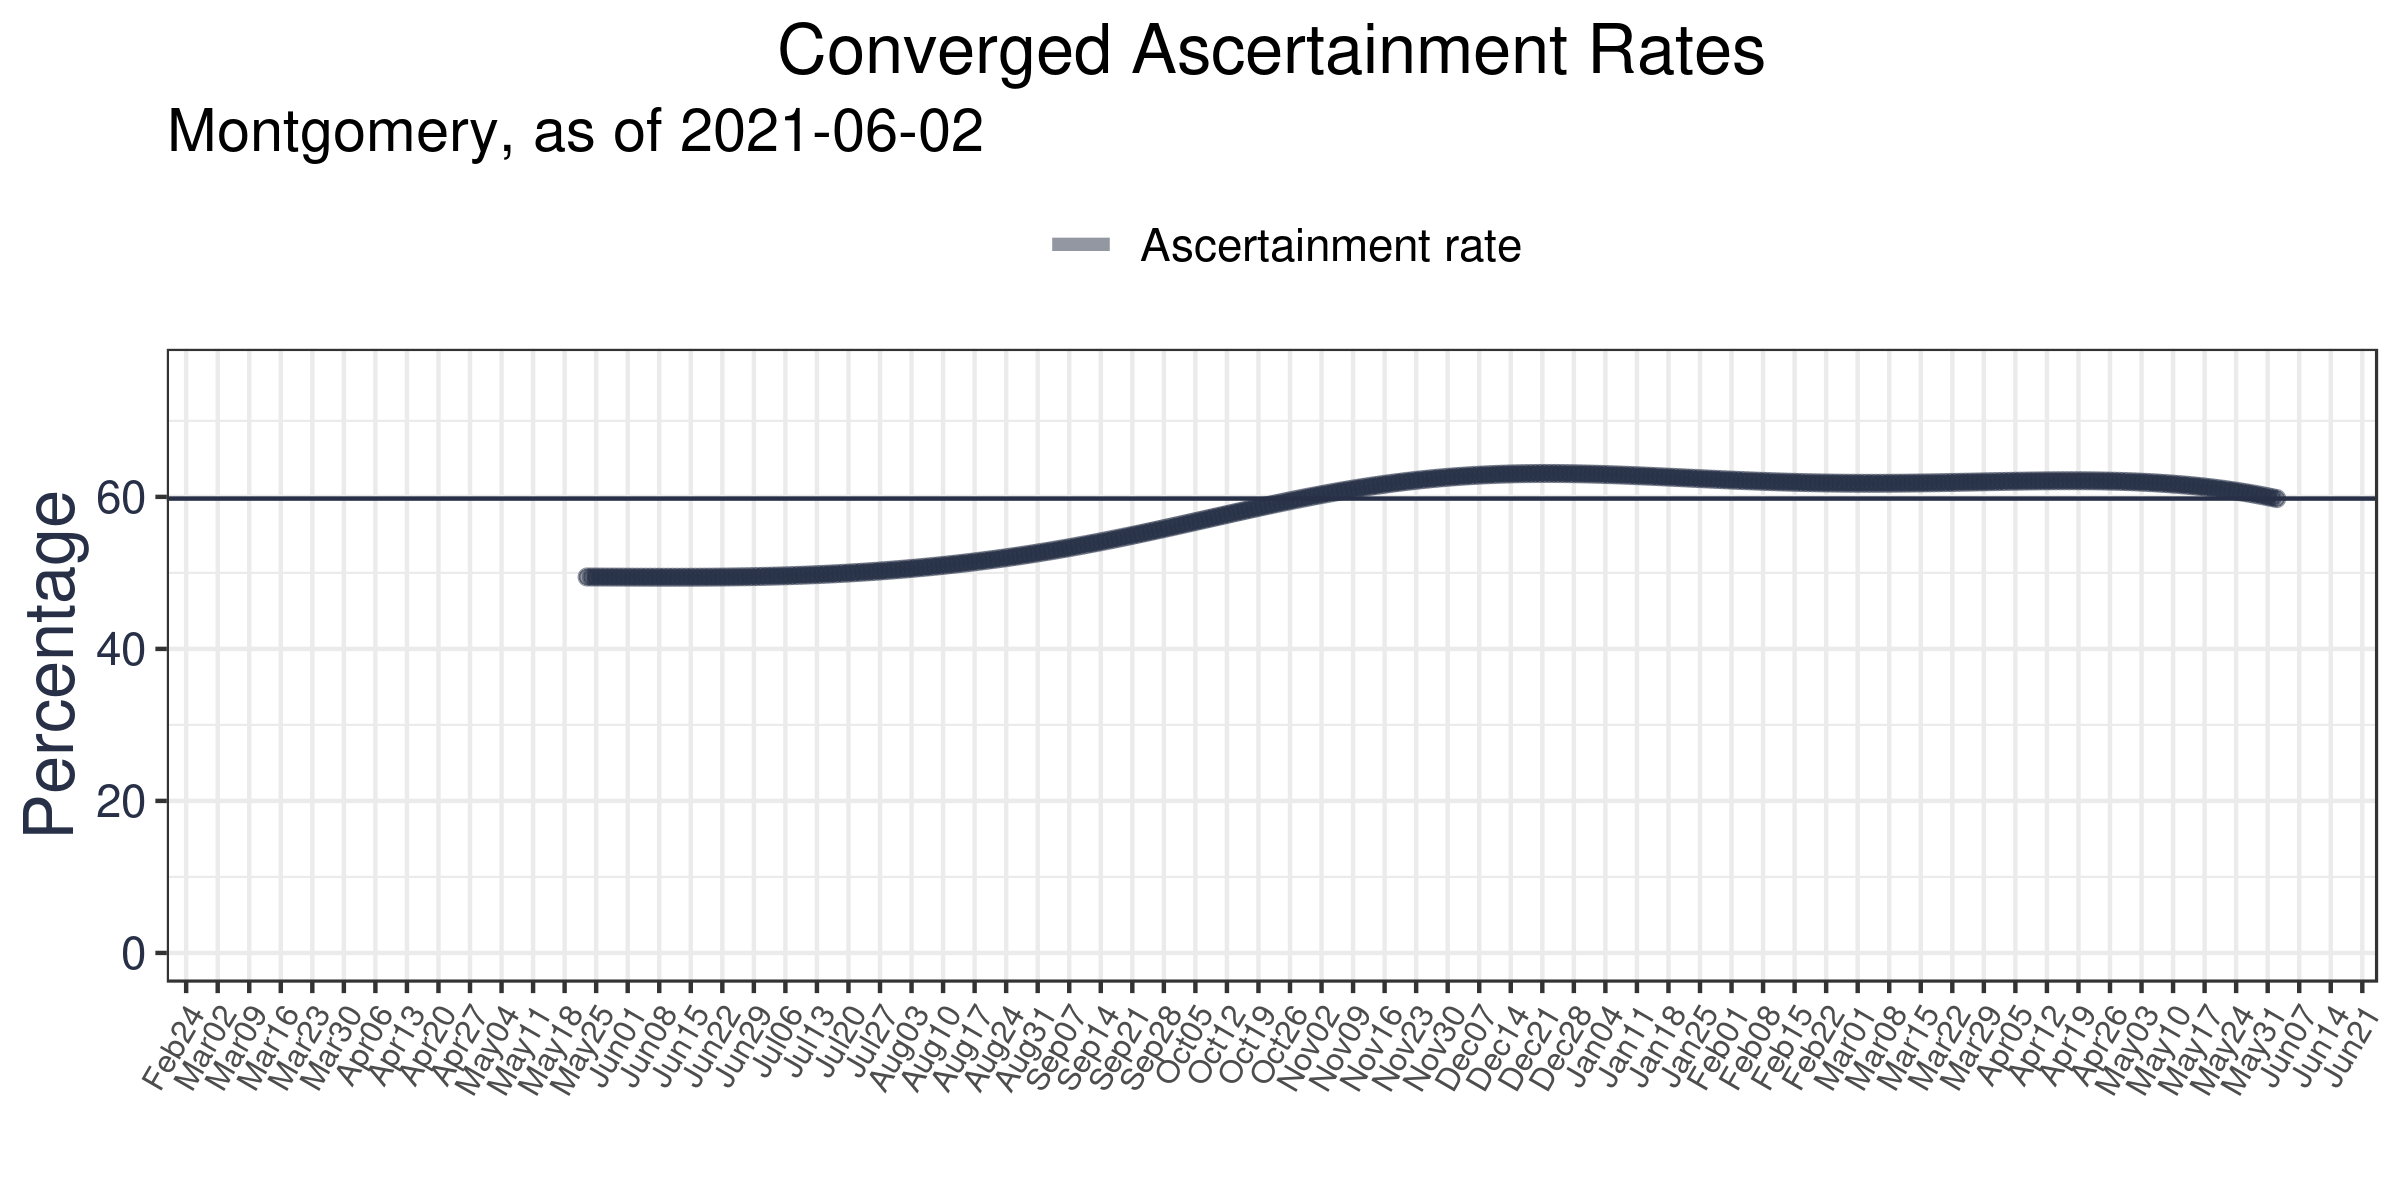 Converged Ascertainment Rates
Montgomery, as of 2021-06-02
Ascertainment rate
Percentage
60
40
20
0
Feb24 Mar02 Mar09 Mar16 Mar23 Mar30 Apr06 Apr13 Apr20 Apr27 May04 May11 May18 May25 Jun01 Jun08 Jun15 Jun22 Jun29 Jul06 Jul13 Jul20 Jul27 Aug03 Aug10 Aug17 Aug24 Aug31 Sep07 Sep14 Sep21 Sep28 Oct05 Oct12 Oct19 Oct26 Nov02 Nov09 Nov16 Nov23 Nov30 Dec07 Dec14 Dec21 Dec28 Jan04 Jan11 Jan18 Jan25 Feb01 Feb08 Feb15 Feb22 Mar01 Mar08 Mar15 Mar22 Mar29 Apr05 Apr12 Apr19 Apr26 May03 May10 May17 May24 May31 Jun07 Jun14 Jun21